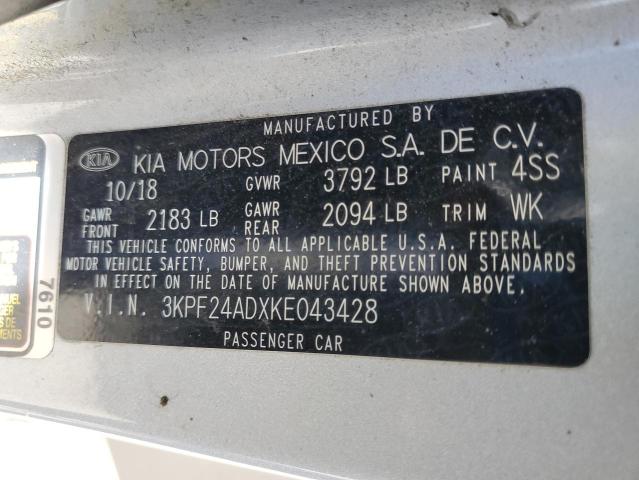 MANUFACTURED BY
KIA KIA MOTORS MEXICO S.A. DE C.V.
10/18 GVWR 3792 LB PAINT 4SS
GAWR FRONT 2183 LB GAWR REAR 2094 LB TRIM WK
THIS VEHICLE CONFORMS TO ALL APPLICABLE U.S.A. FEDERAL
MOTOR VEHICLE SAFETY, BUMPER, AND THEFT PREVENTION STANDARDS
IN EFFECT ON THE DATE OF MANUFACTURE SHOWN ABOVE.
V.I.N. 3KPF24ADXKE043428
PASSENGER CAR
7610